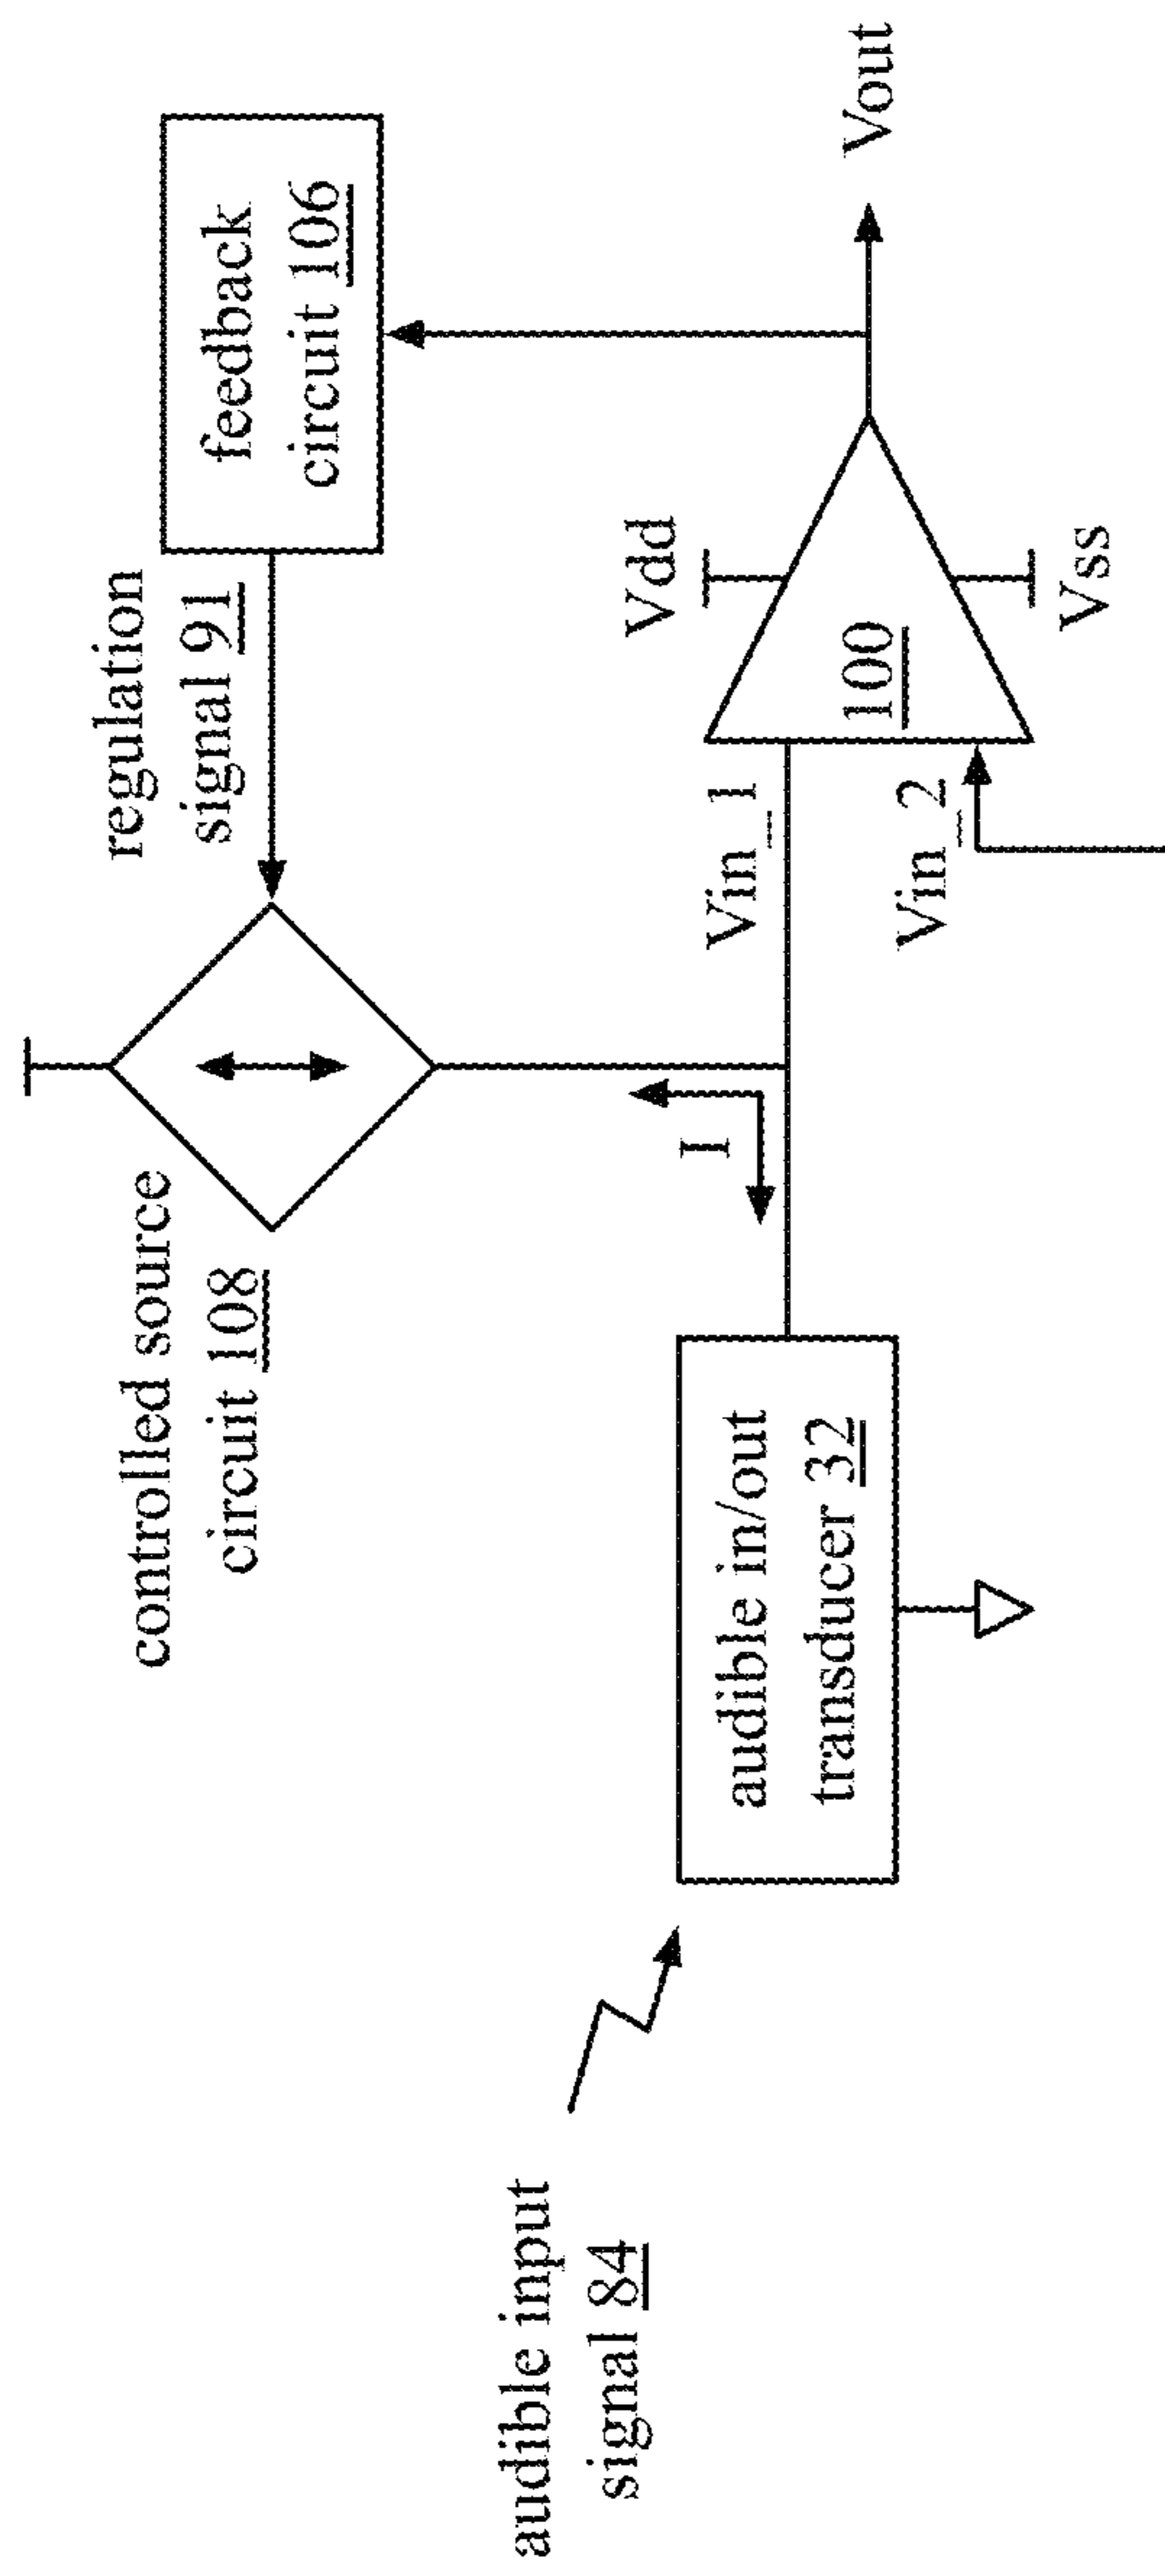 controlled source
circuit 108
regulation
signal 91
feedback
circuit 106
audible input
signal 84
audible in/out
transducer 32
I
Vin_1
Vin_2
Vdd
100
Vss
Vout